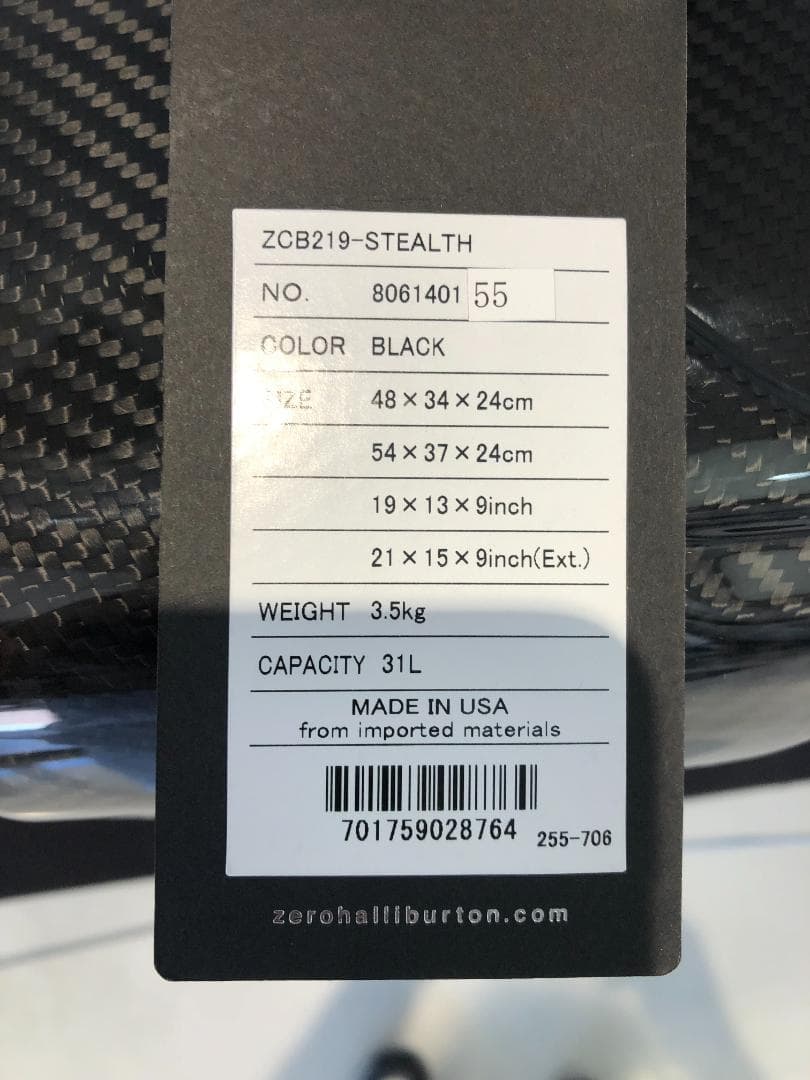 ZCB219-STEALTH
NO. 8061401 55
COLOR BLACK
SIZE 48×34×24cm
54×37×24cm
19×13×9inch
21×15×9inch(Ext.)
WEIGHT 3.5kg
CAPACITY 31L
MADE IN USA
from imported materials
701759028764
255-706
zerohalliburton.com